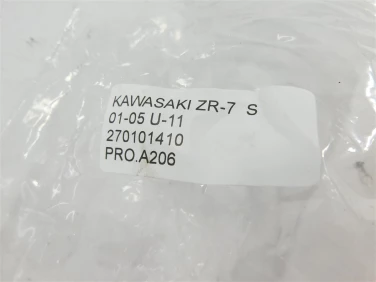 KAWASAKI ZR-7 S
01-05 U-11
270101410
PRO.A206